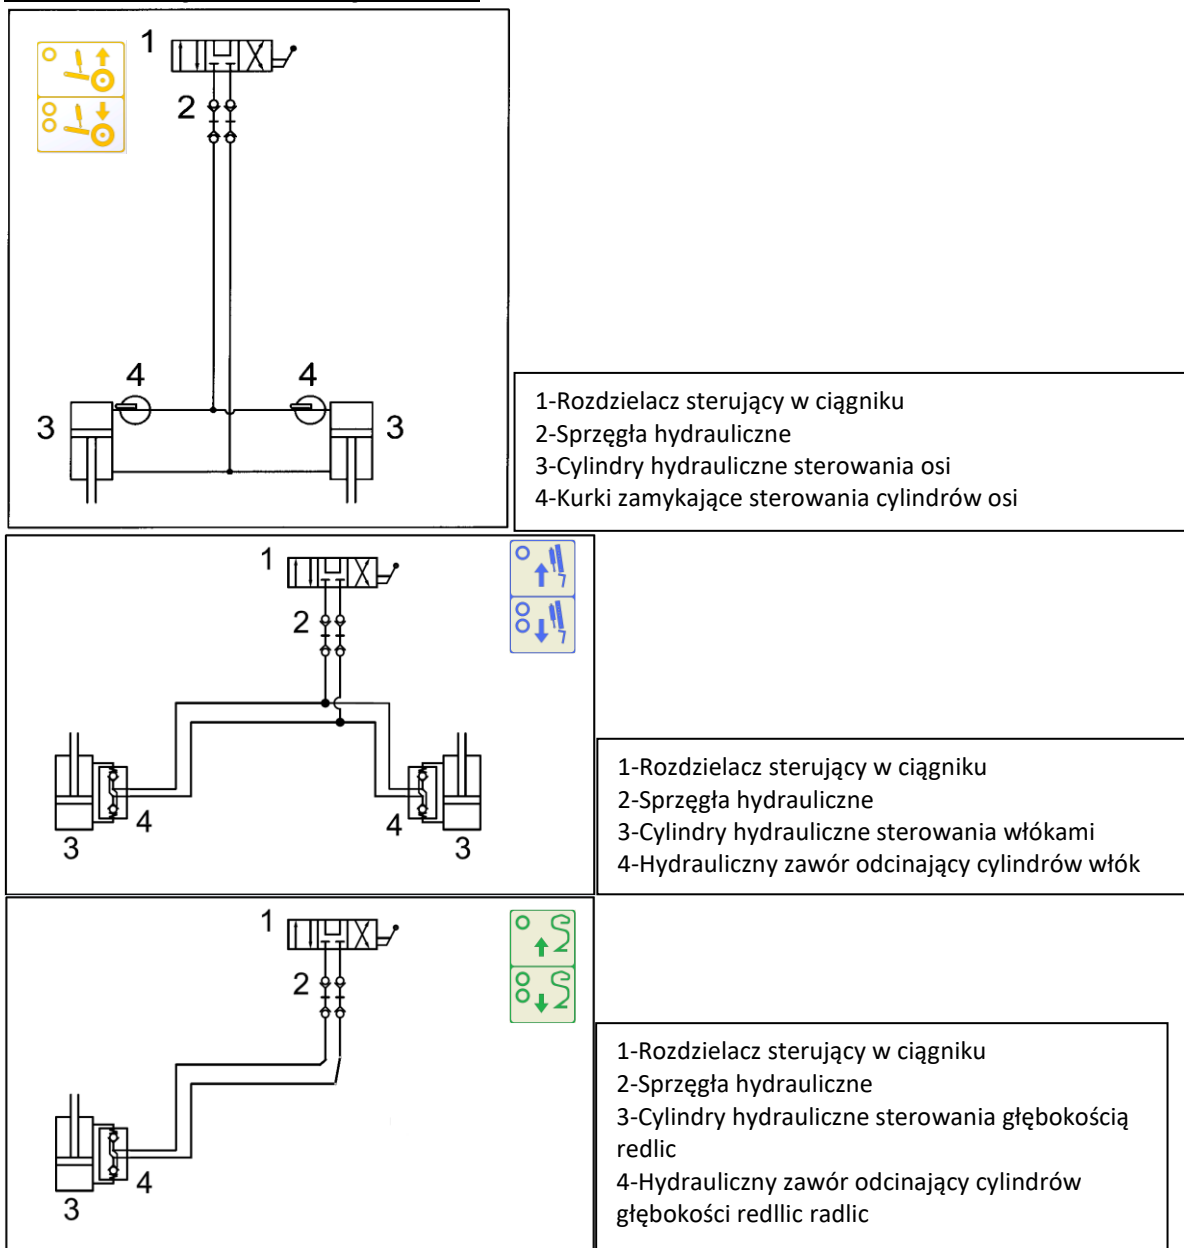 1
2
4
4
3
3
1-Rozdzielacz sterujący w ciągniku
2-Sprzęgła hydrauliczne
3-Cylindry hydrauliczne sterowania osi
4-Kurki zamykające sterowania cylindrów osi
1
2
4
4
3
3
1-Rozdzielacz sterujący w ciągniku
2-Sprzęgła hydrauliczne
3-Cylindry hydrauliczne sterowania włókami
4-Hydrauliczny zawór odcinający cylindrów włók
1
2
4
3
1-Rozdzielacz sterujący w ciągniku
2-Sprzęgła hydrauliczne
3-Cylindry hydrauliczne sterowania głębokością
redlic
4-Hydrauliczny zawór odcinający cylindrów
głębokości redllic radlic